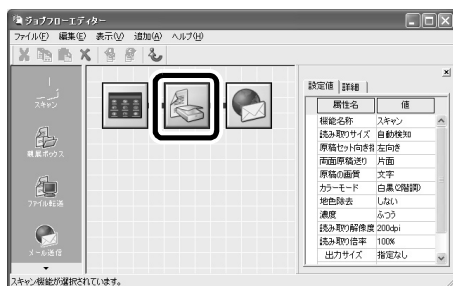 ジョブフローエディター
ファイル(F) 編集(E) 表示(V) 追加(A) ヘルプ(H)
スキャン
親展ボックス
ファイル転送
メール送信
設定値 詳細
属性名 値
機能名称 スキャン
読み取りサイズ 自動検知
原稿セット向き指 左向き
両面原稿送り 片面
原稿の画質 文字
カラーモード 白黒(2階調)
地色除去 しない
濃度 ふつう
読み取り解像度 200dpi
読み取り倍率 100%
出力サイズ 指定なし
スキャン機能が選択されています。